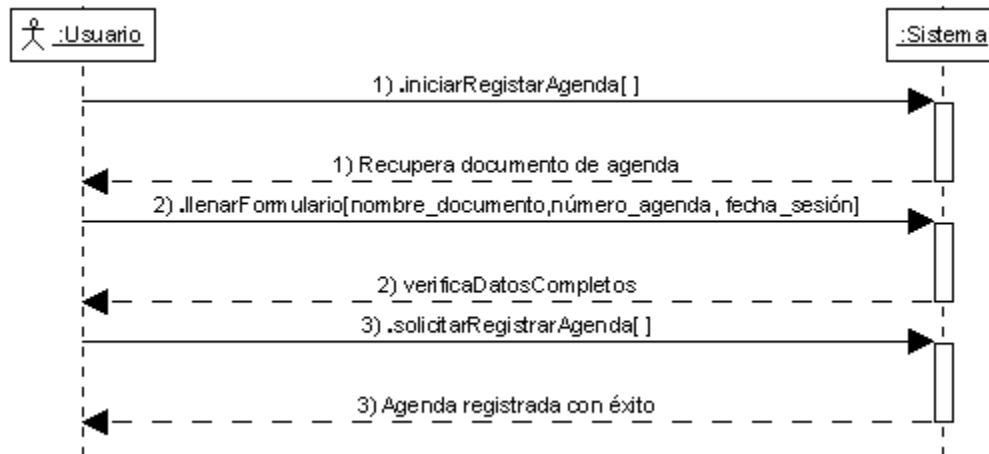 :Usuario
:Sistema
1) .iniciarRegistarAgenda[ ]
1) Recupera documento de agenda
2) .llenarFormulario[nombre_documento,número_agenda, fecha_sesión]
2) verificaDatosCompletos
3) .solicitarRegistrarAgenda[ ]
3) Agenda registrada con éxito